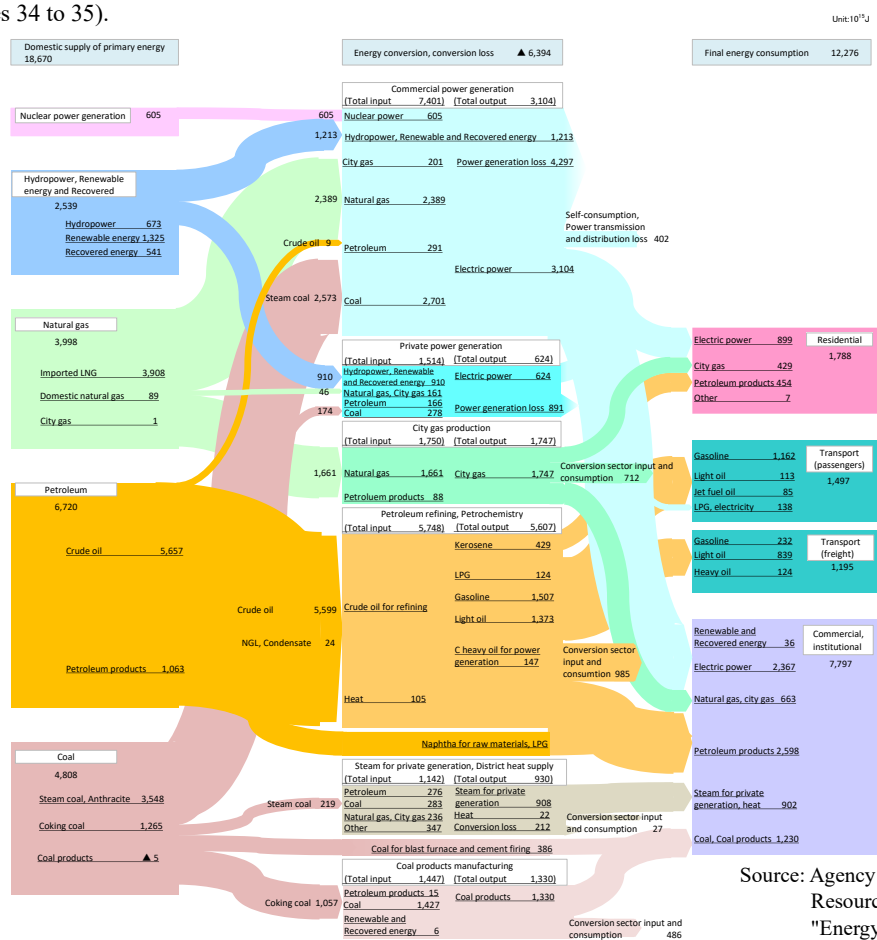 es 34 to 35).
Unit:10¹⁵J
Domestic supply of primary energy
18,670
Energy conversion, conversion loss ▲ 6,394
Final energy consumption 12,276
Commercial power generation
(Total input 7,401) (Total output 3,104)
Nuclear power generation 605
605 Nuclear power 605
1,213 Hydropower, Renewable and Recovered energy 1,213
City gas 201 Power generation loss 4,297
Hydropower, Renewable
energy and Recovered
2,539
Hydropower 673
Renewable energy 1,325
Recovered energy 541
2,389 Natural gas 2,389
Self-consumption,
Power transmission
and distribution loss 402
Crude oil 9 Petroleum 291
Electric power 3,104
Steam coal 2,573 Coal 2,701
Natural gas
3,998
Imported LNG 3,908
Domestic natural gas 89
City gas 1
Private power generation
(Total input 1,514) (Total output 624)
910 Hydropower, Renewable
and Recovered energy 910
Electric power 624
46 Natural gas, City gas 161
Petroleum 166
174 Coal 278
Power generation loss 891
Electric power 899 Residential
1,788
City gas 429
Petroleum products 454
Other 7
City gas production
(Total input 1,750) (Total output 1,747)
1,661 Natural gas 1,661 City gas 1,747
Petroluem products 88
Conversion sector input and
consumption 712
Gasoline 1,162 Transport
(passengers)
1,497
Light oil 113
Jet fuel oil 85
LPG, electricity 138
Petroleum
6,720
Crude oil 5,657
Petroleum products 1,063
Petroleum refining, Petrochemistry
(Total input 5,748) (Total output 5,607)
Kerosene 429
LPG 124
Crude oil 5,599 Crude oil for refining
Gasoline 1,507
Light oil 1,373
NGL, Condensate 24
C heavy oil for power
generation 147
Heat 105
Conversion sector
input and
consumtion 985
Gasoline 232 Transport
(freight)
1,195
Light oil 839
Heavy oil 124
Naphtha for raw materials, LPG
Renewable and
Recovered energy 36
Commercial,
institutional
7,797
Electric power 2,367
Natural gas, city gas 663
Petroleum products 2,598
Steam for private
generation, heat 902
Coal, Coal products 1,230
Coal
4,808
Steam coal, Anthracite 3,548
Coking coal 1,265
Coal products ▲ 5
Steam for private generation, District heat supply
(Total input 1,142) (Total output 930)
Petroleum 276
Steam coal 219 Coal 283
Natural gas, City gas 236
Other 347
Steam for private
generation 908
Heat 22
Conversion loss 212
Conversion sector input
and consumption 27
Coal for blast furnace and cement firing 386
Coal products manufacturing
(Total input 1,447) (Total output 1,330)
Petroleum products 15 Coal products 1,330
Coking coal 1,057 Coal 1,427
Renewable and
Recovered energy 6
Conversion sector input and
consumption 486
Source: Agency
Resourc
"Energy